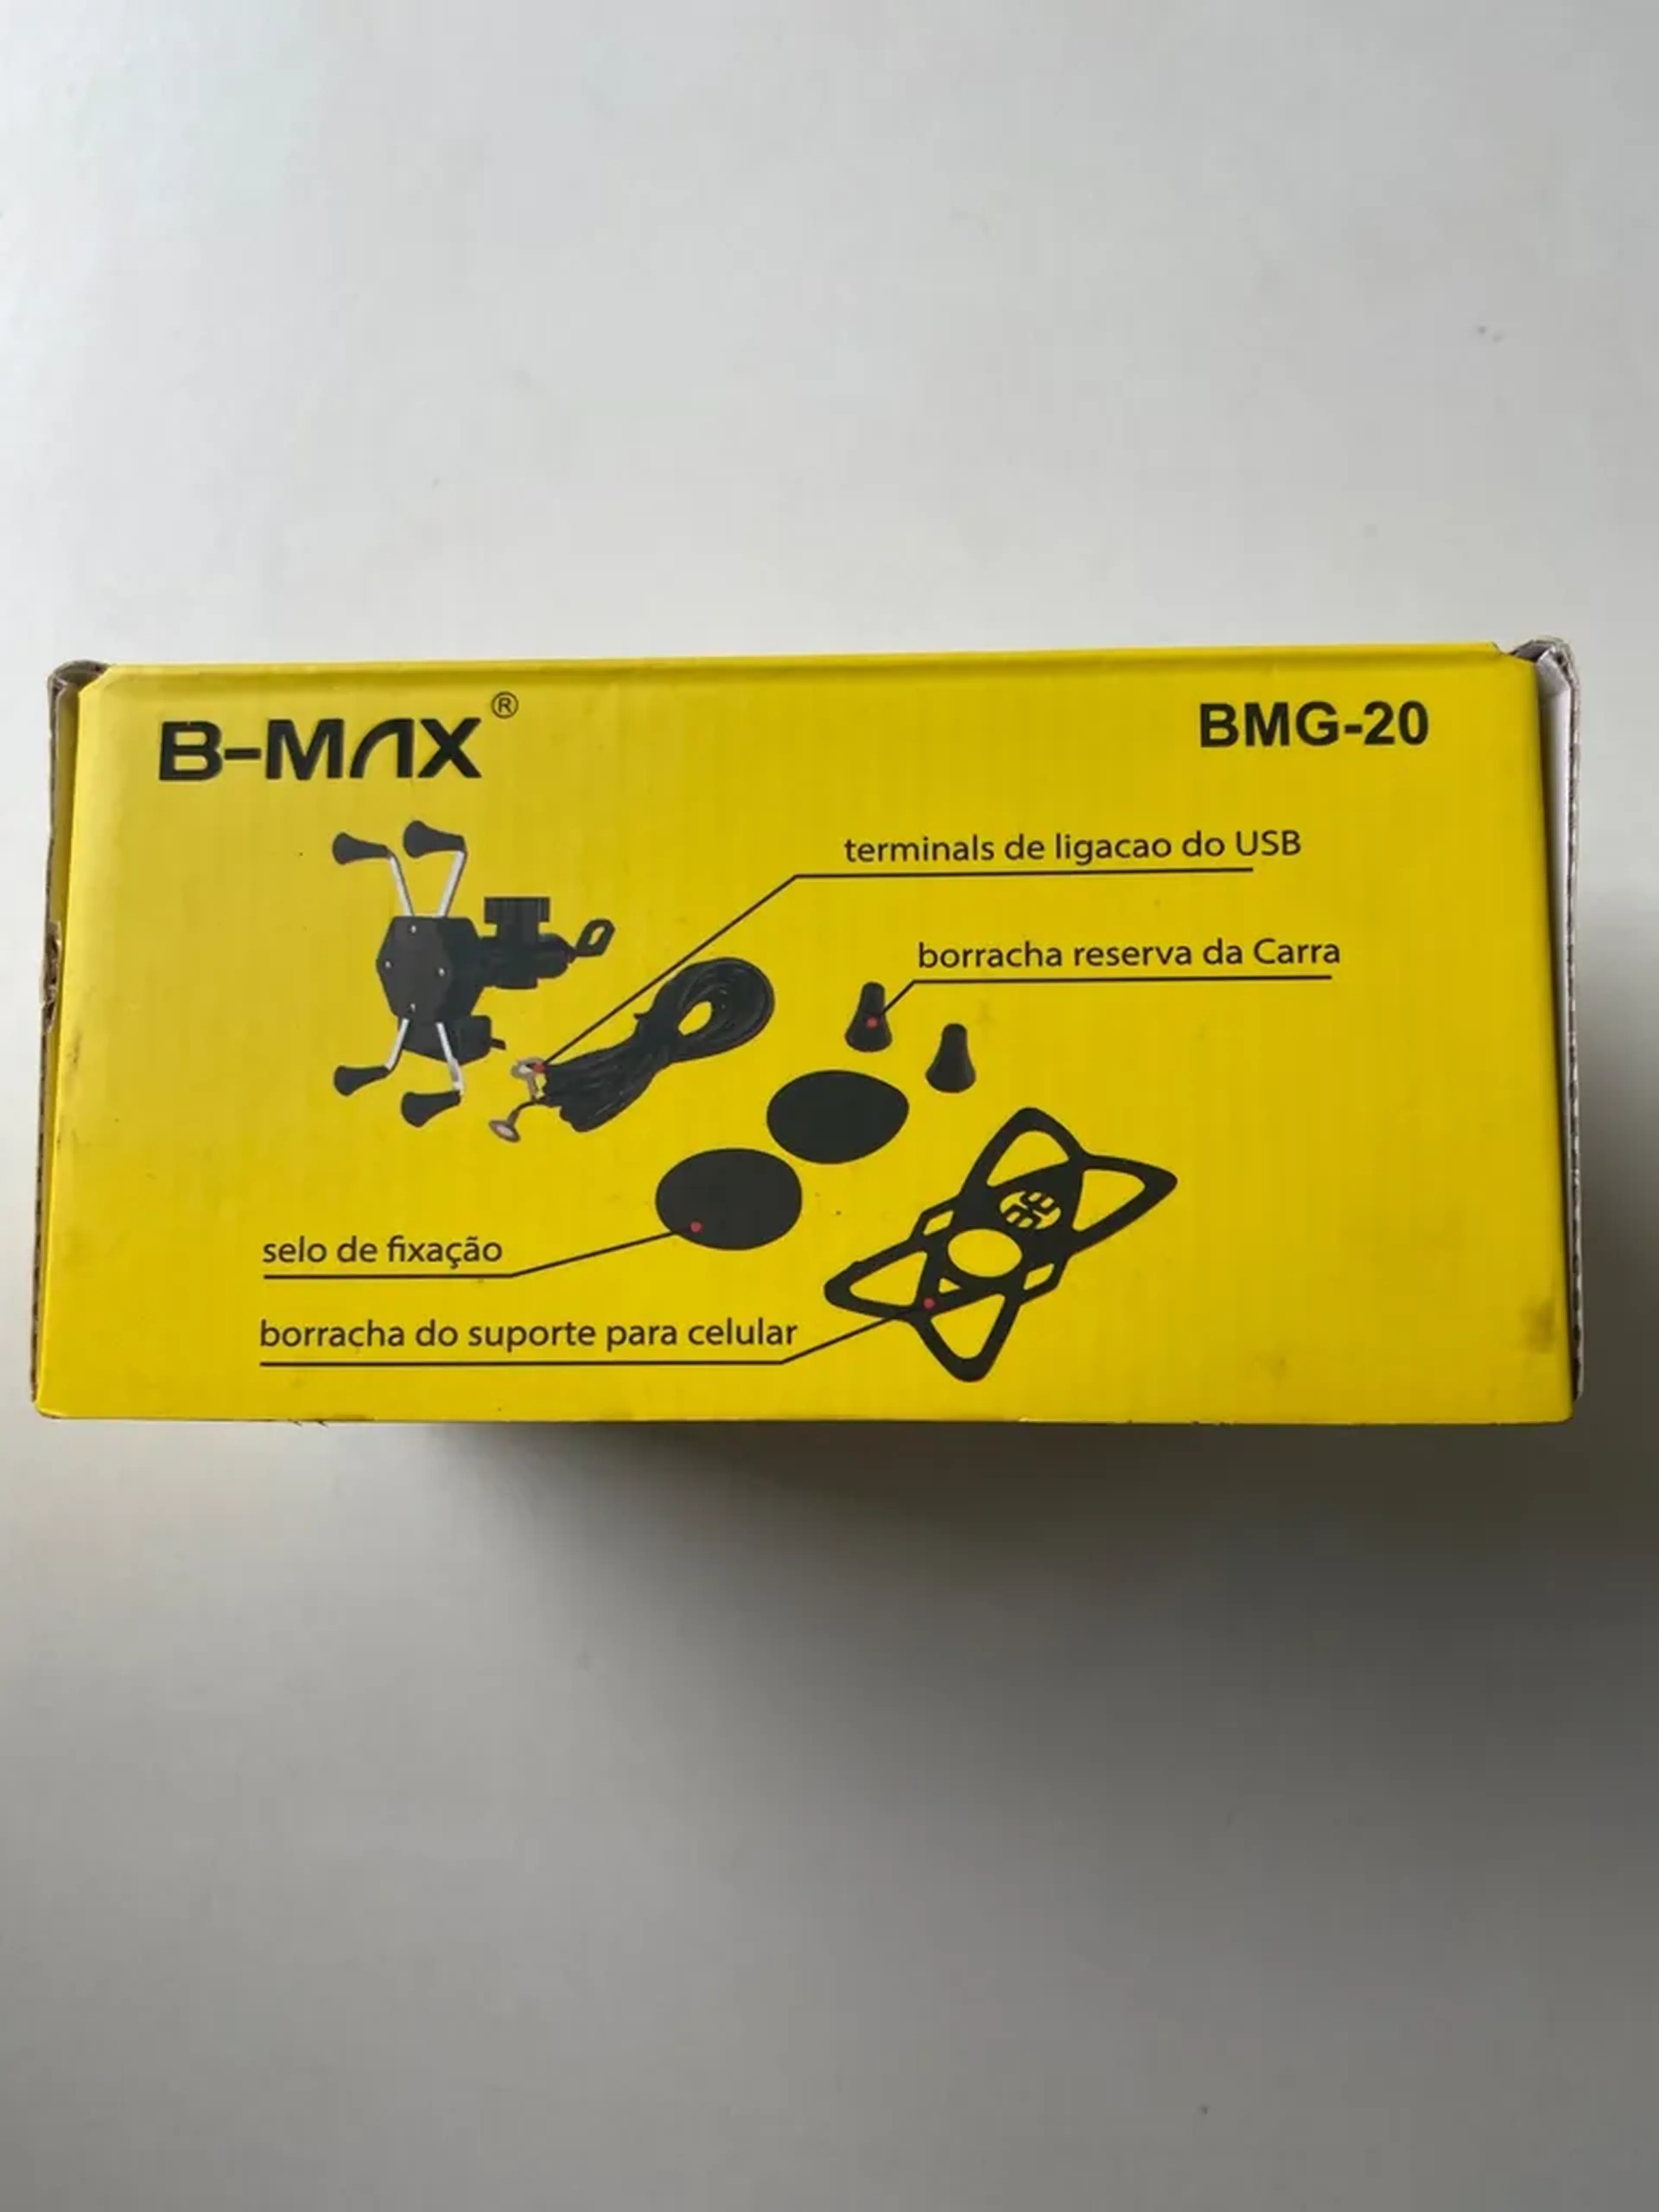 B-MAX®
BMG-20
terminals de ligacao do USB
borracha reserva da Carra
selo de fixação
borracha do suporte para celular